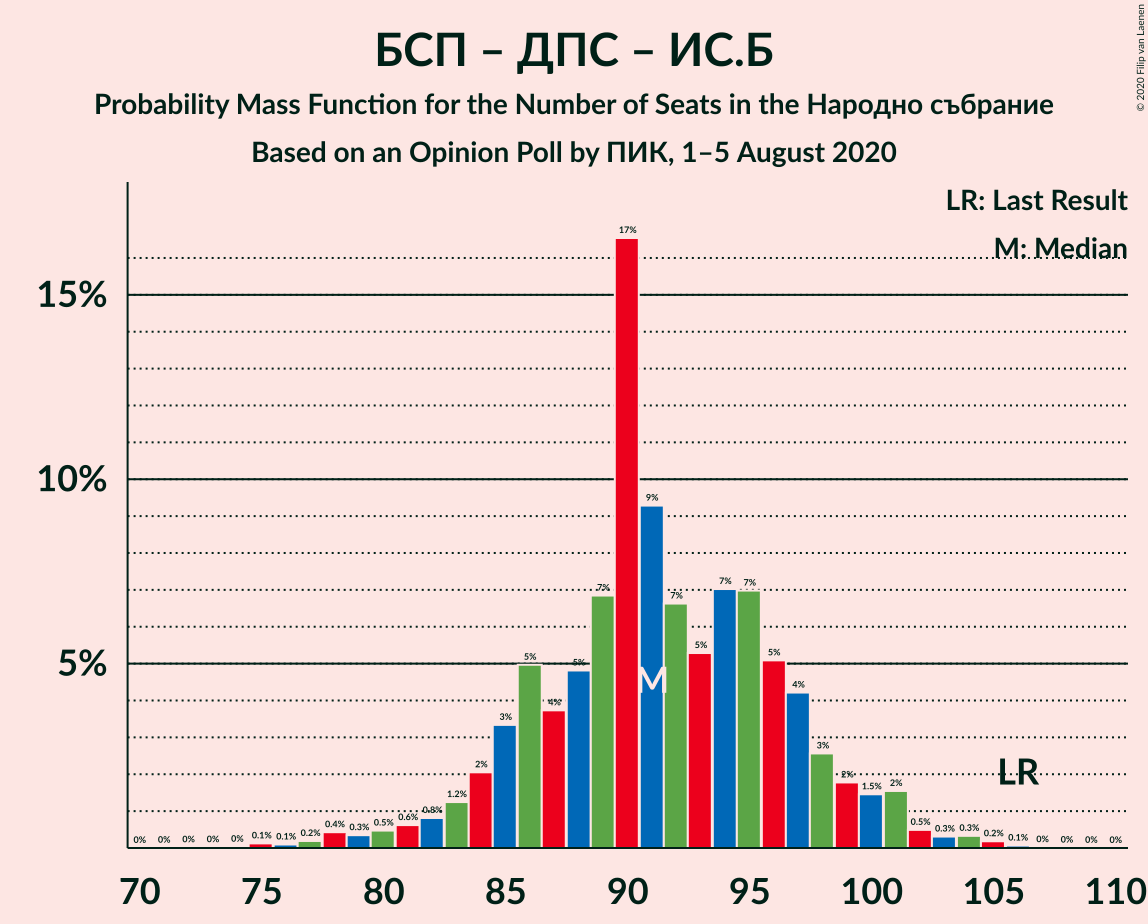 БСП – ДПС – ИС.Б
Probability Mass Function for the Number of Seats in the Народно събрание
Based on an Opinion Poll by ПИК, 1–5 August 2020
© 2020 Filip van Laenen
LR: Last Result
M: Median
15%
10%
5%
0% 0% 0% 0% 0% 0.1% 0.1% 0.2% 0.4% 0.3% 0.5% 0.6% 0.8% 1.2% 2% 3% 5% 4% 5% 7% 17% 9% 7% 5% 7% 7% 5% 4% 3% 2% 1.5% 2% 0.5% 0.3% 0.3% 0.2% 0.1% 0% 0% 0% 0%
M
LR
70 75 80 85 90 95 100 105 110